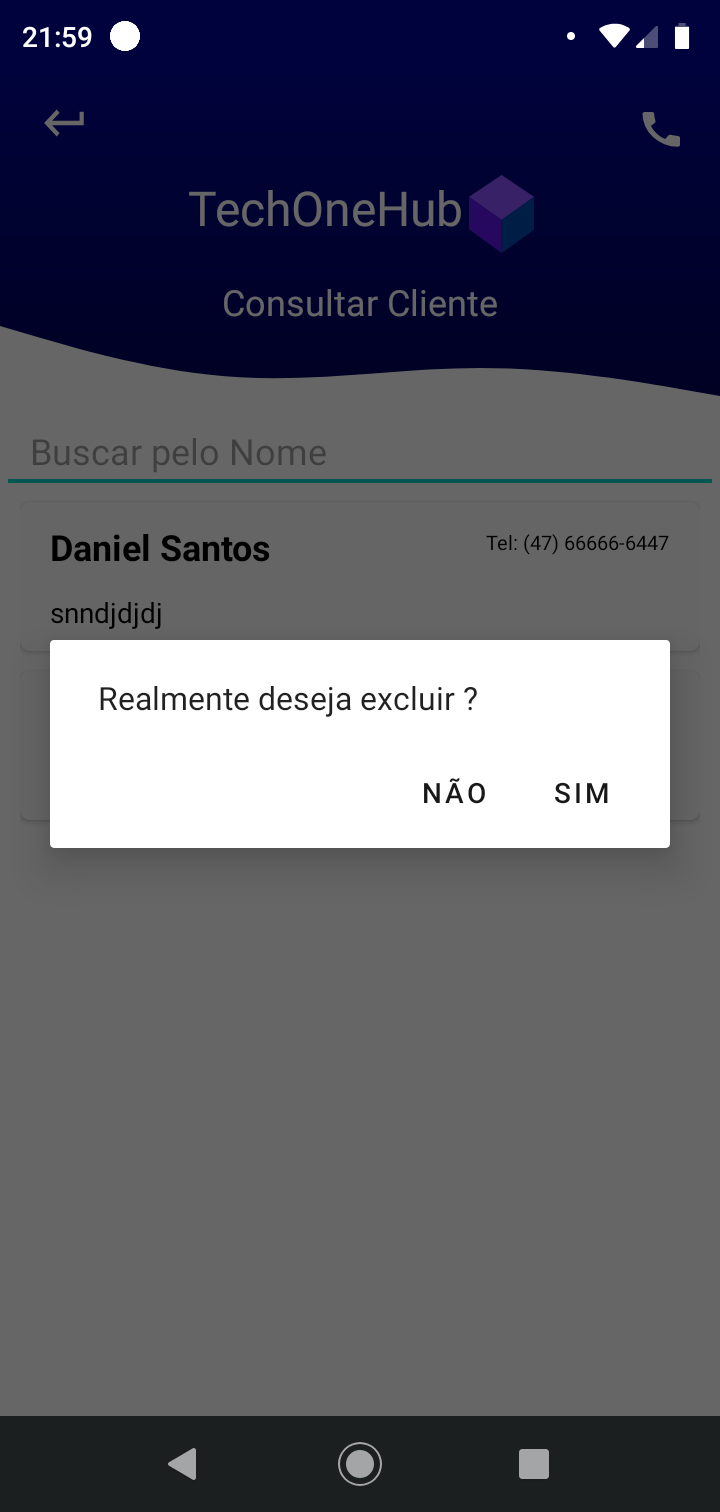 21:59
TechOneHub
Consultar Cliente
Buscar pelo Nome
Daniel Santos
Tel: (47) 66666-6447
snndjdjdj
Realmente deseja excluir ?
NÃO SIM